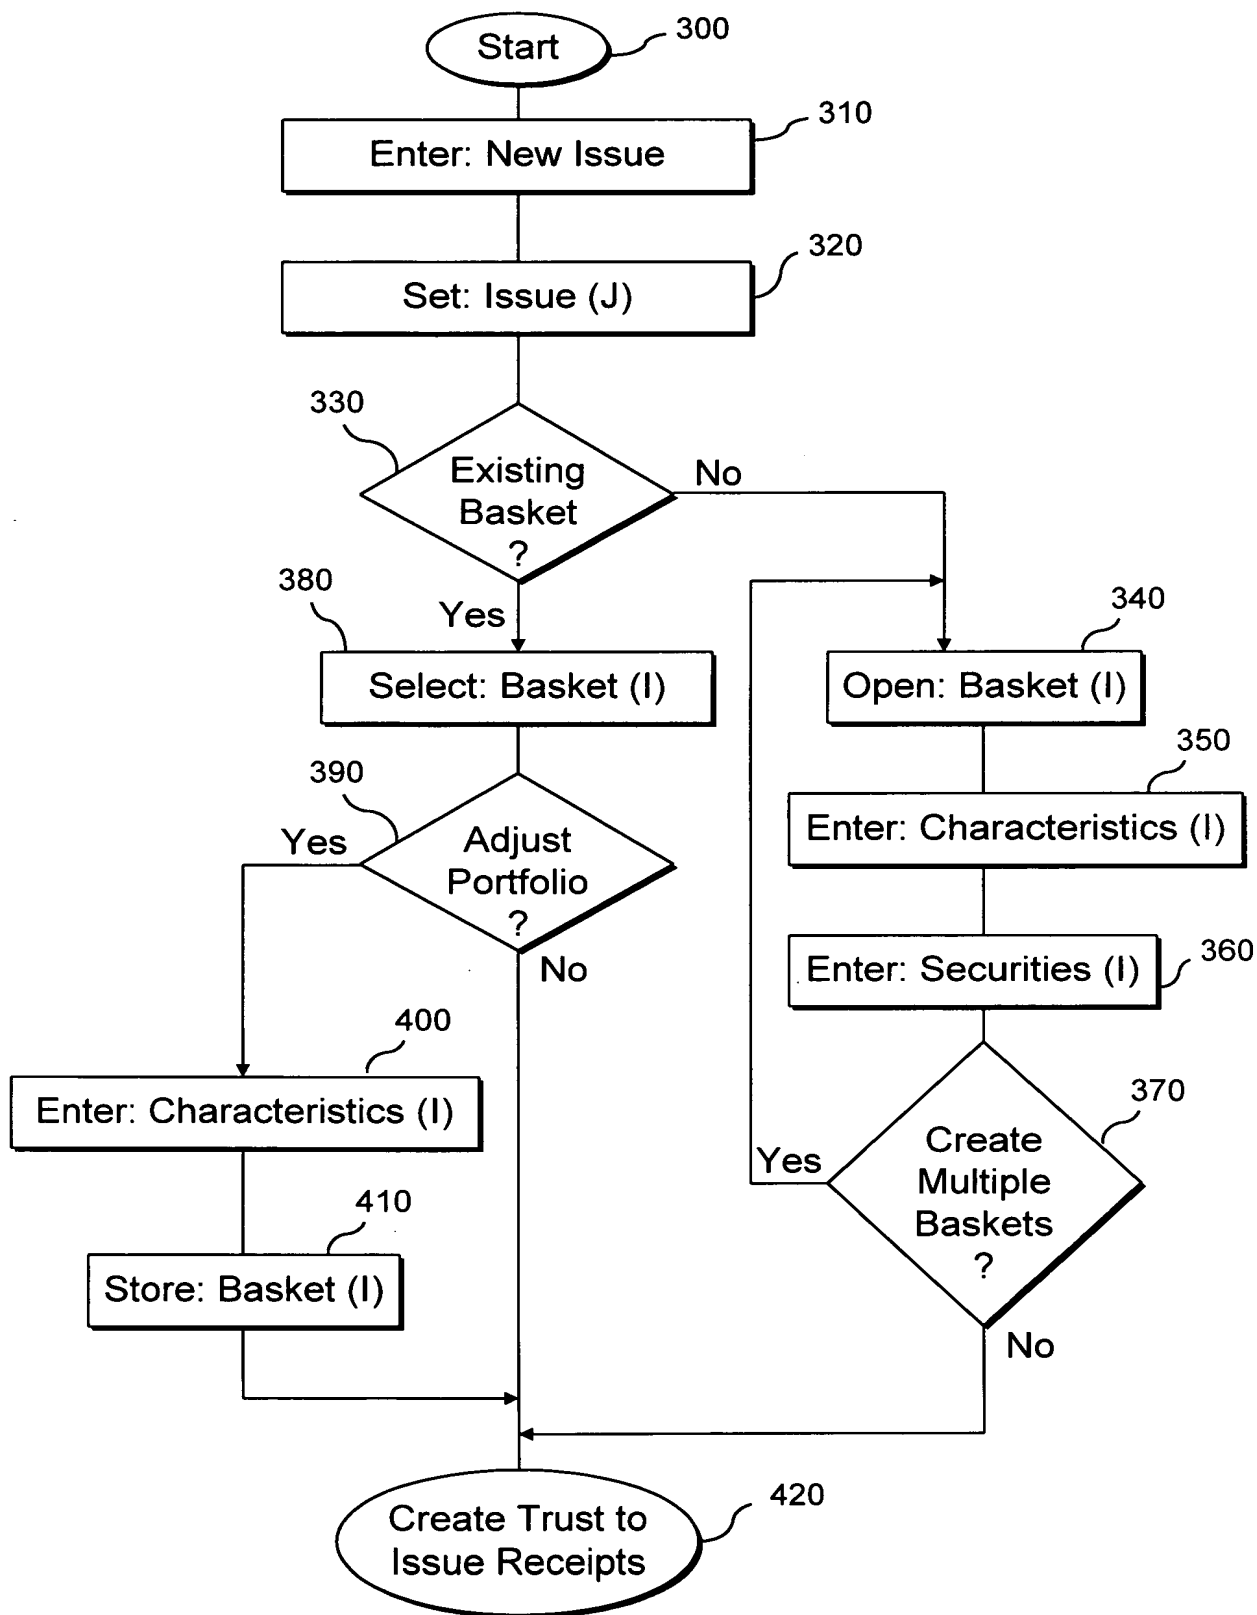 Start
300
310
Enter: New Issue
320
Set: Issue (J)
330
Existing
Basket
?
No
380
Yes
340
Select: Basket (I)
Open: Basket (I)
350
390
Enter: Characteristics (I)
Yes
Adjust
Portfolio
?
No
Enter: Securities (I)
360
400
Enter: Characteristics (I)
370
Create
Multiple
Baskets
?
Yes
410
Store: Basket (I)
No
420
Create Trust to
Issue Receipts